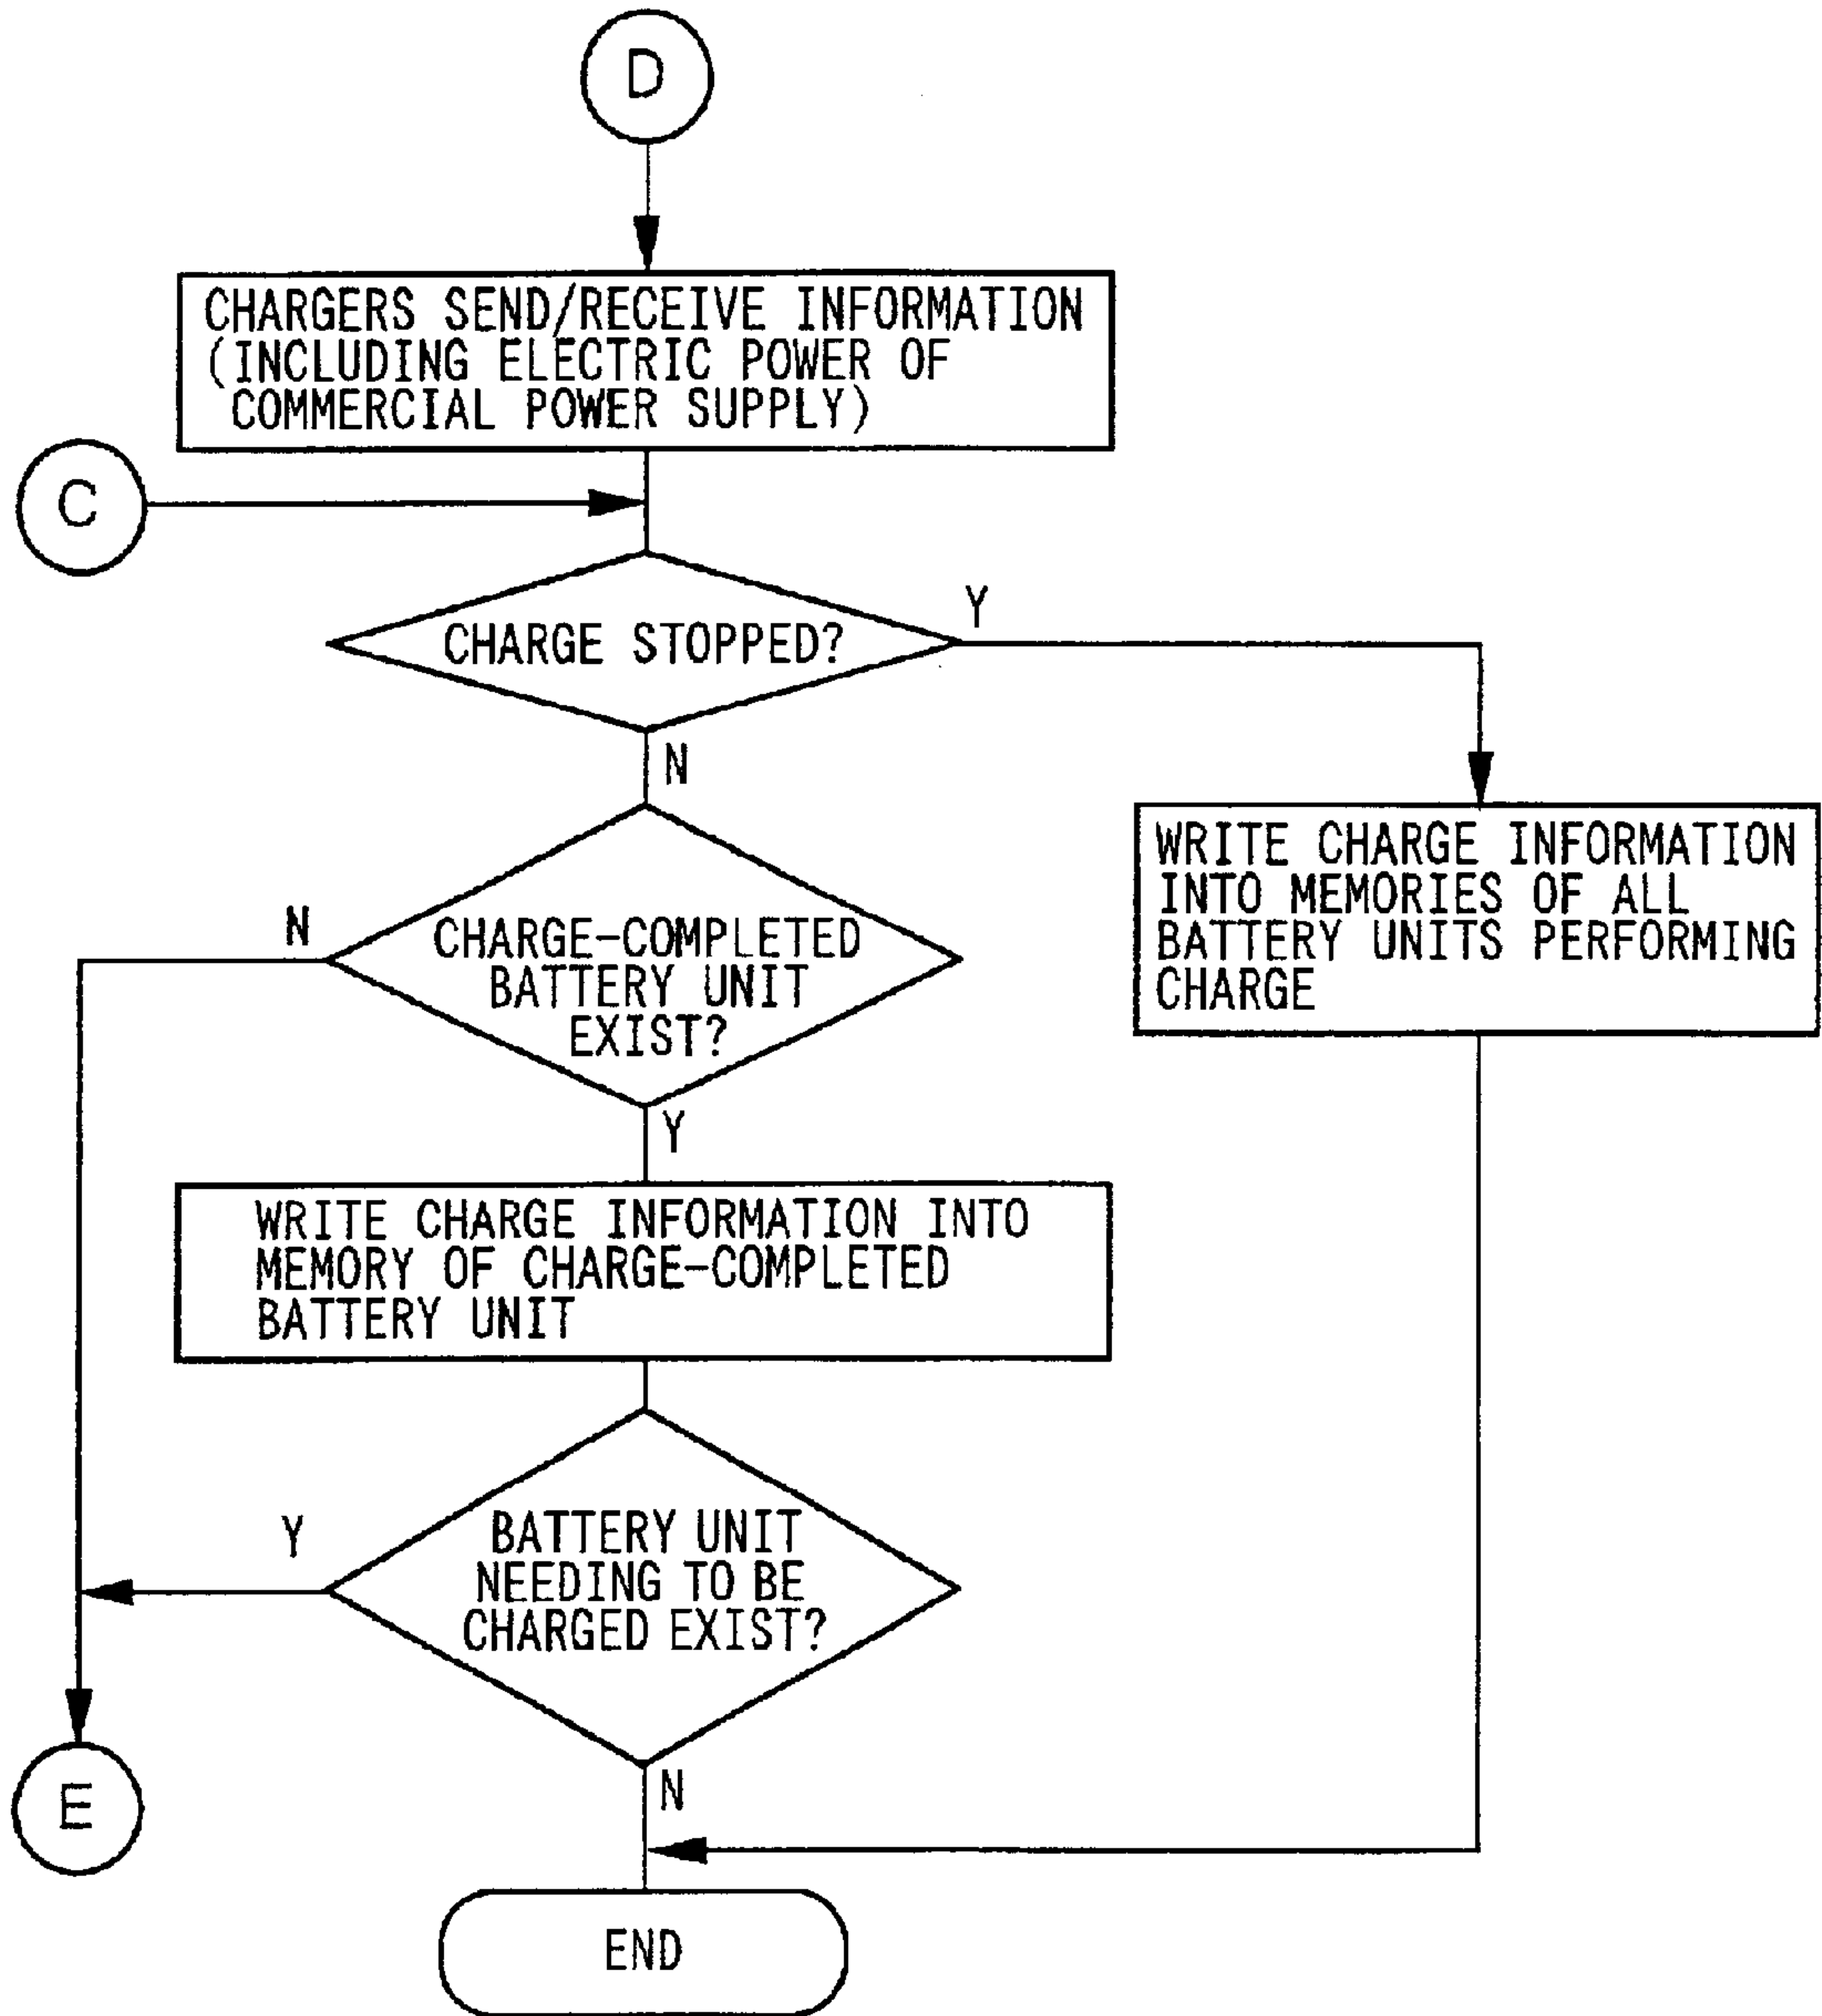 D
CHARGERS SEND/RECEIVE INFORMATION
(INCLUDING ELECTRIC POWER OF
COMMERCIAL POWER SUPPLY)
C
Y
CHARGE STOPPED?
N
WRITE CHARGE INFORMATION
INTO MEMORIES OF ALL
BATTERY UNITS PERFORMING
CHARGE
N
CHARGE-COMPLETED
BATTERY UNIT
EXIST?
Y
WRITE CHARGE INFORMATION INTO
MEMORY OF CHARGE-COMPLETED
BATTERY UNIT
Y
BATTERY UNIT
NEEDING TO BE
CHARGED EXIST?
N
E
END